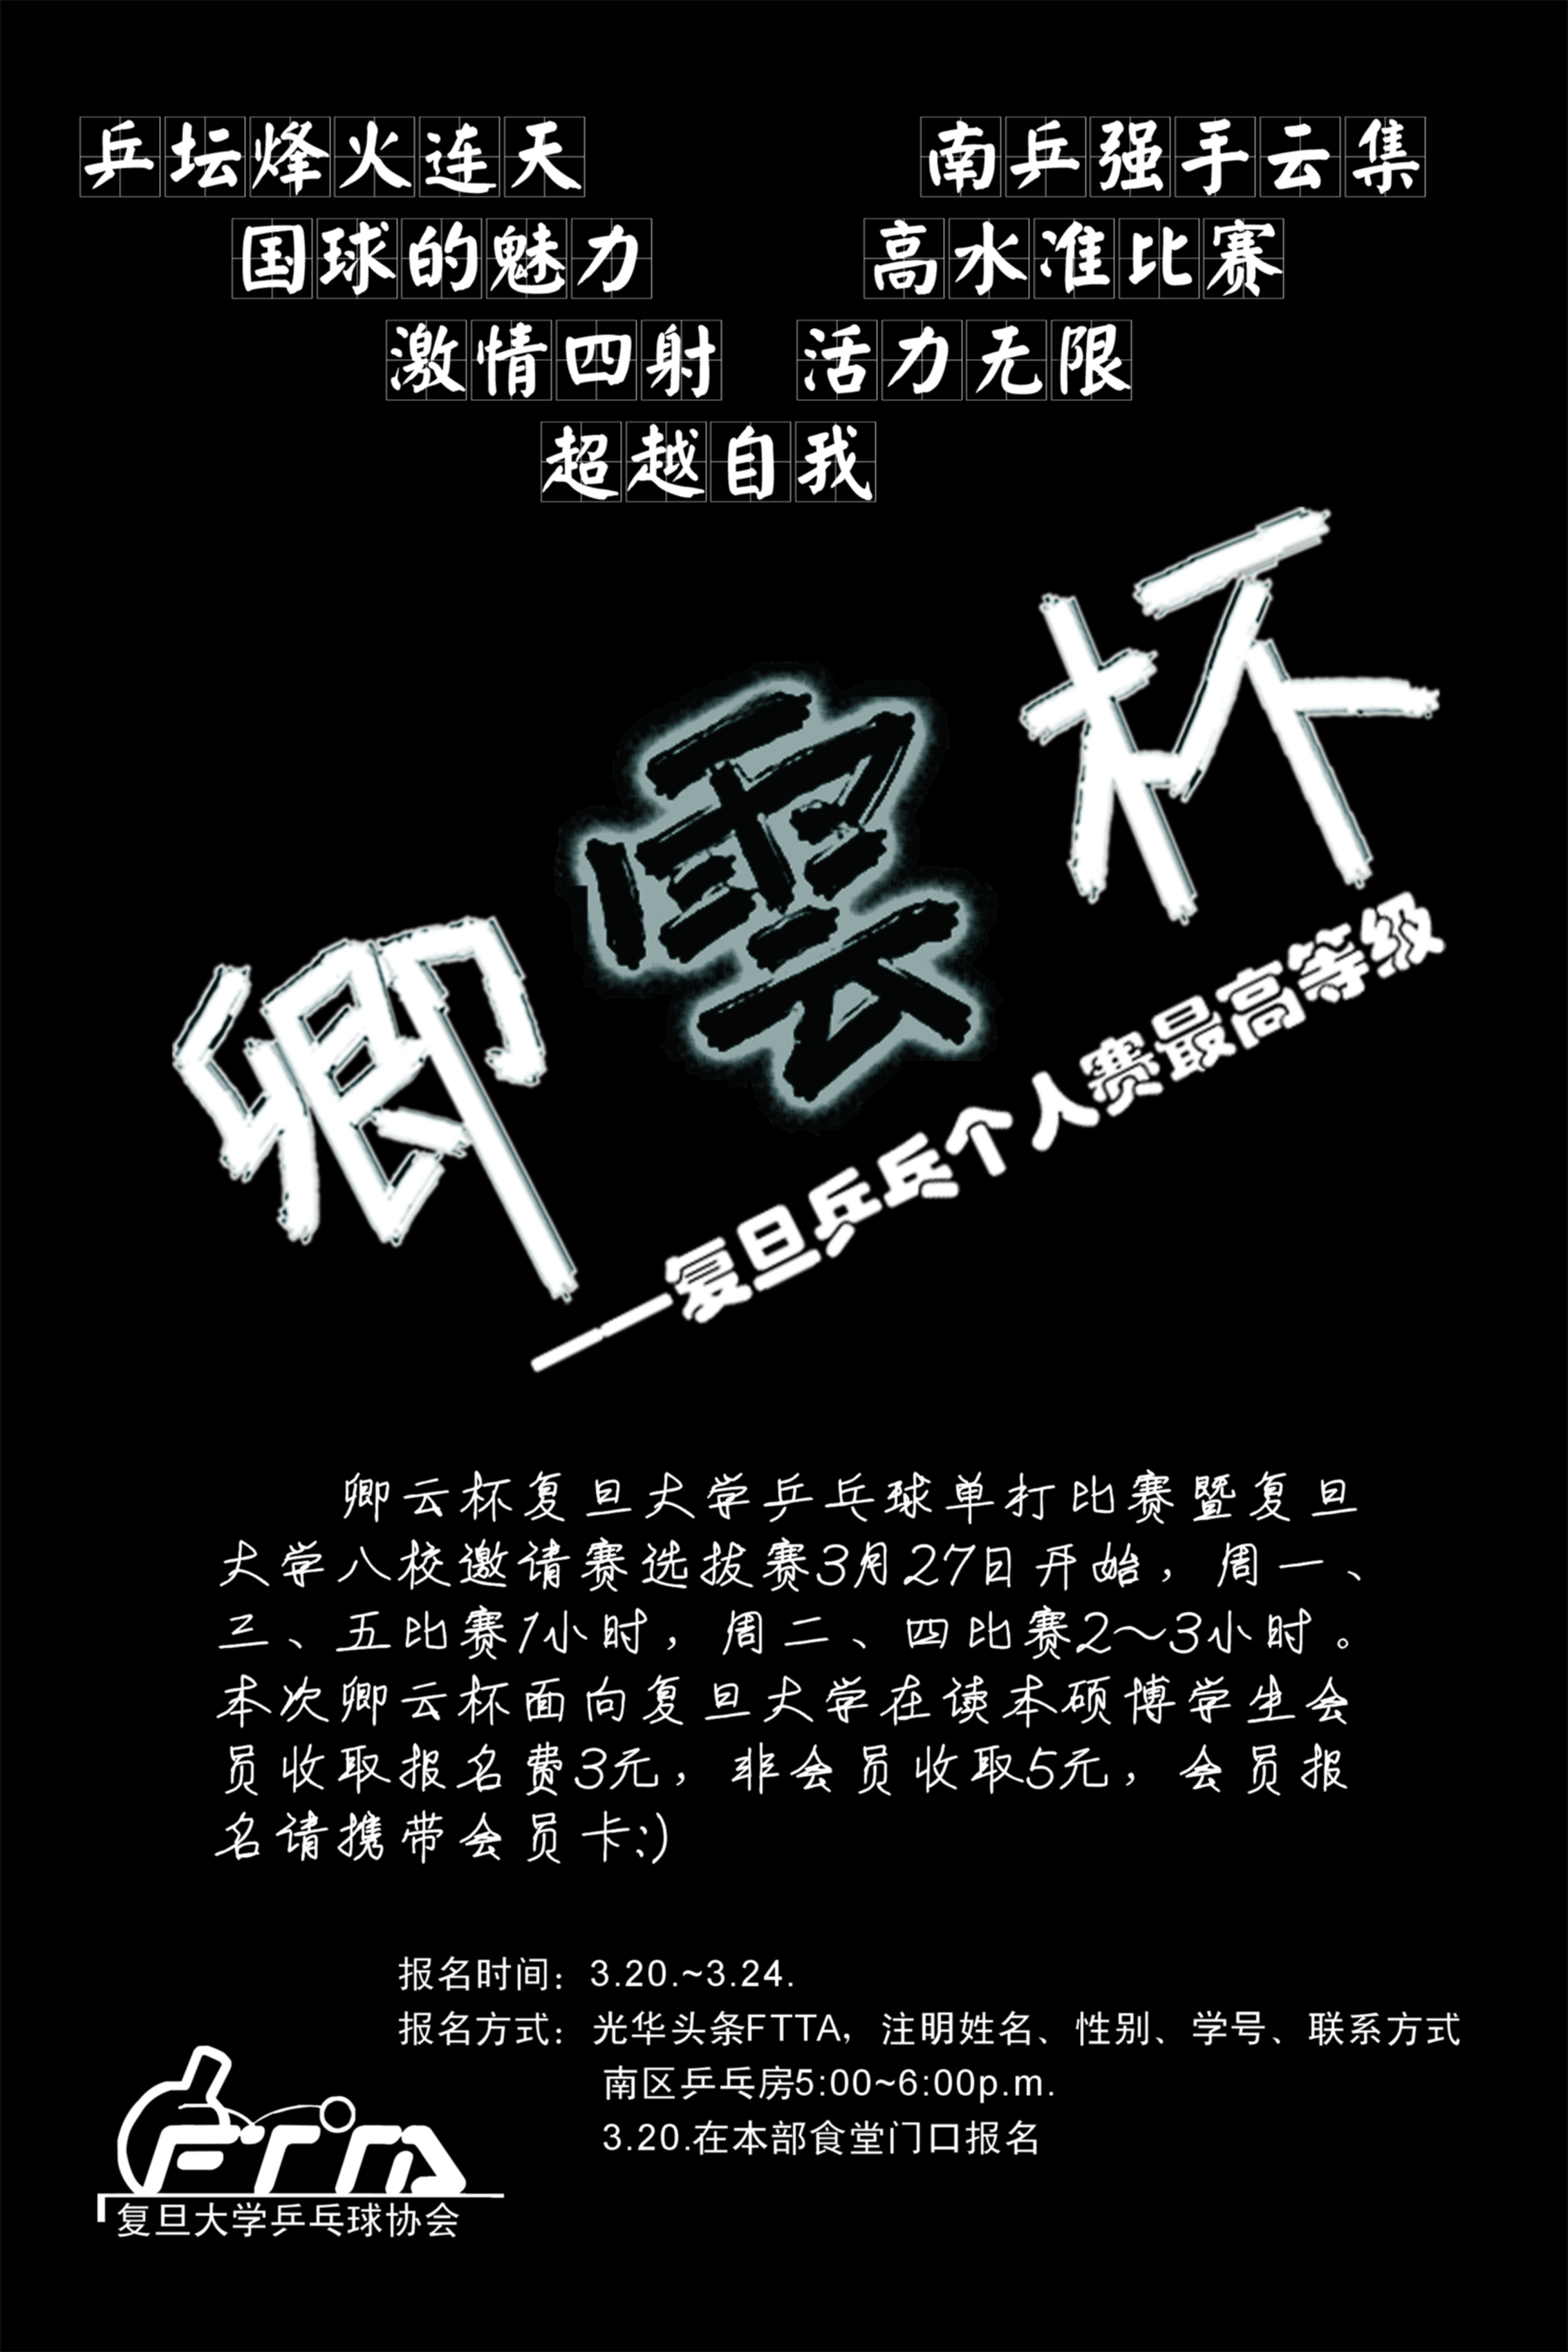 乒坛烽火连天 南乒强手云集
国球的魅力 高水准比赛
激情四射 活力无限
超越自我
卿雲杯
——复旦乒乓个人赛最高等级
卿云杯复旦大学乒乓球单打比赛暨复旦
大学八校邀请赛选拔赛3月27日开始，周一、
三、五比赛1小时，周二、四比赛2～3小时。
本次卿云杯面向复旦大学在读本硕博学生会
员收取报名费3元，非会员收取5元，会员报
名请携带会员卡:)
报名时间：3.20.~3.24.
报名方式：光华头条FTTA，注明姓名、性别、学号、联系方式
南区乒乓房5:00~6:00p.m.
3.20.在本部食堂门口报名
FTTA
复旦大学乒乓球协会